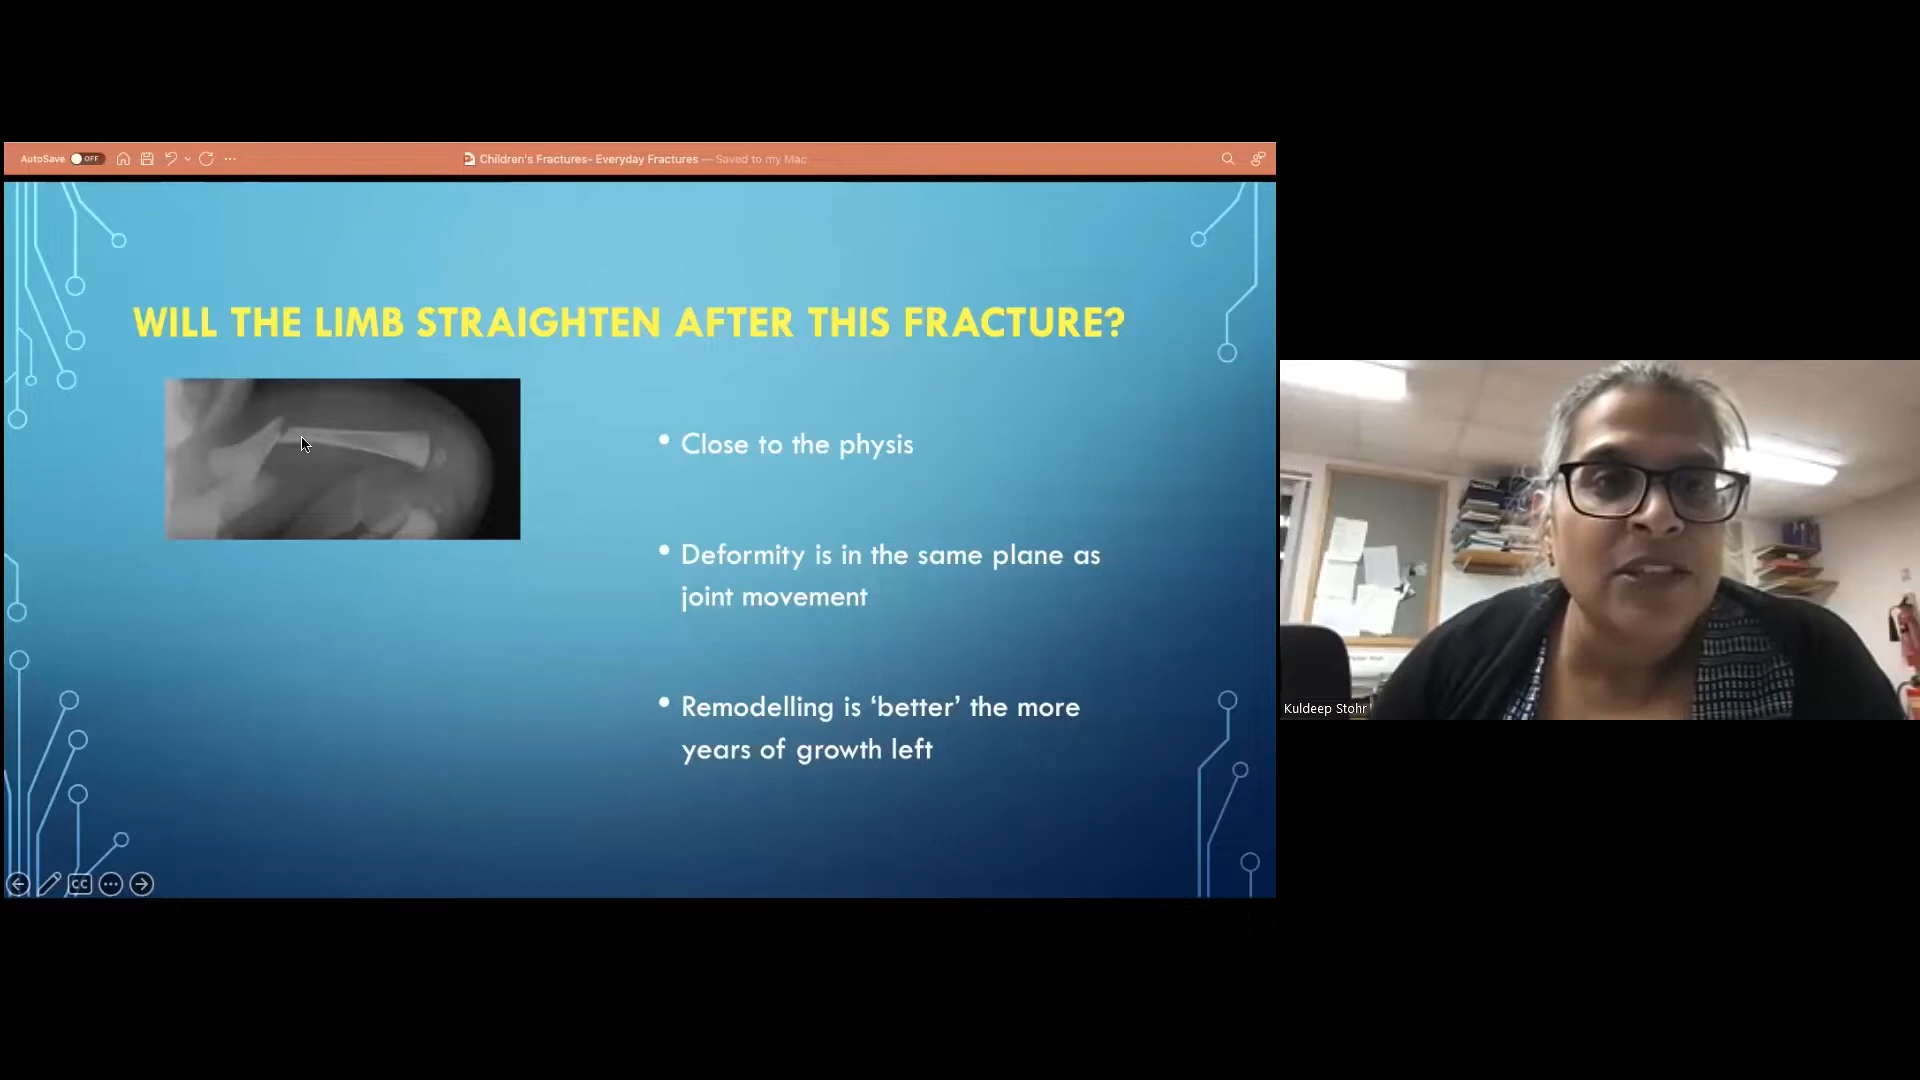 AutoSave OFF
Children's Fractures- Everyday Fractures — Saved to my Mac
WILL THE LIMB STRAIGHTEN AFTER THIS FRACTURE?
• Close to the physis
• Deformity is in the same plane as
joint movement
• Remodelling is ‘better’ the more
years of growth left
CC
Kuldeep Stohr